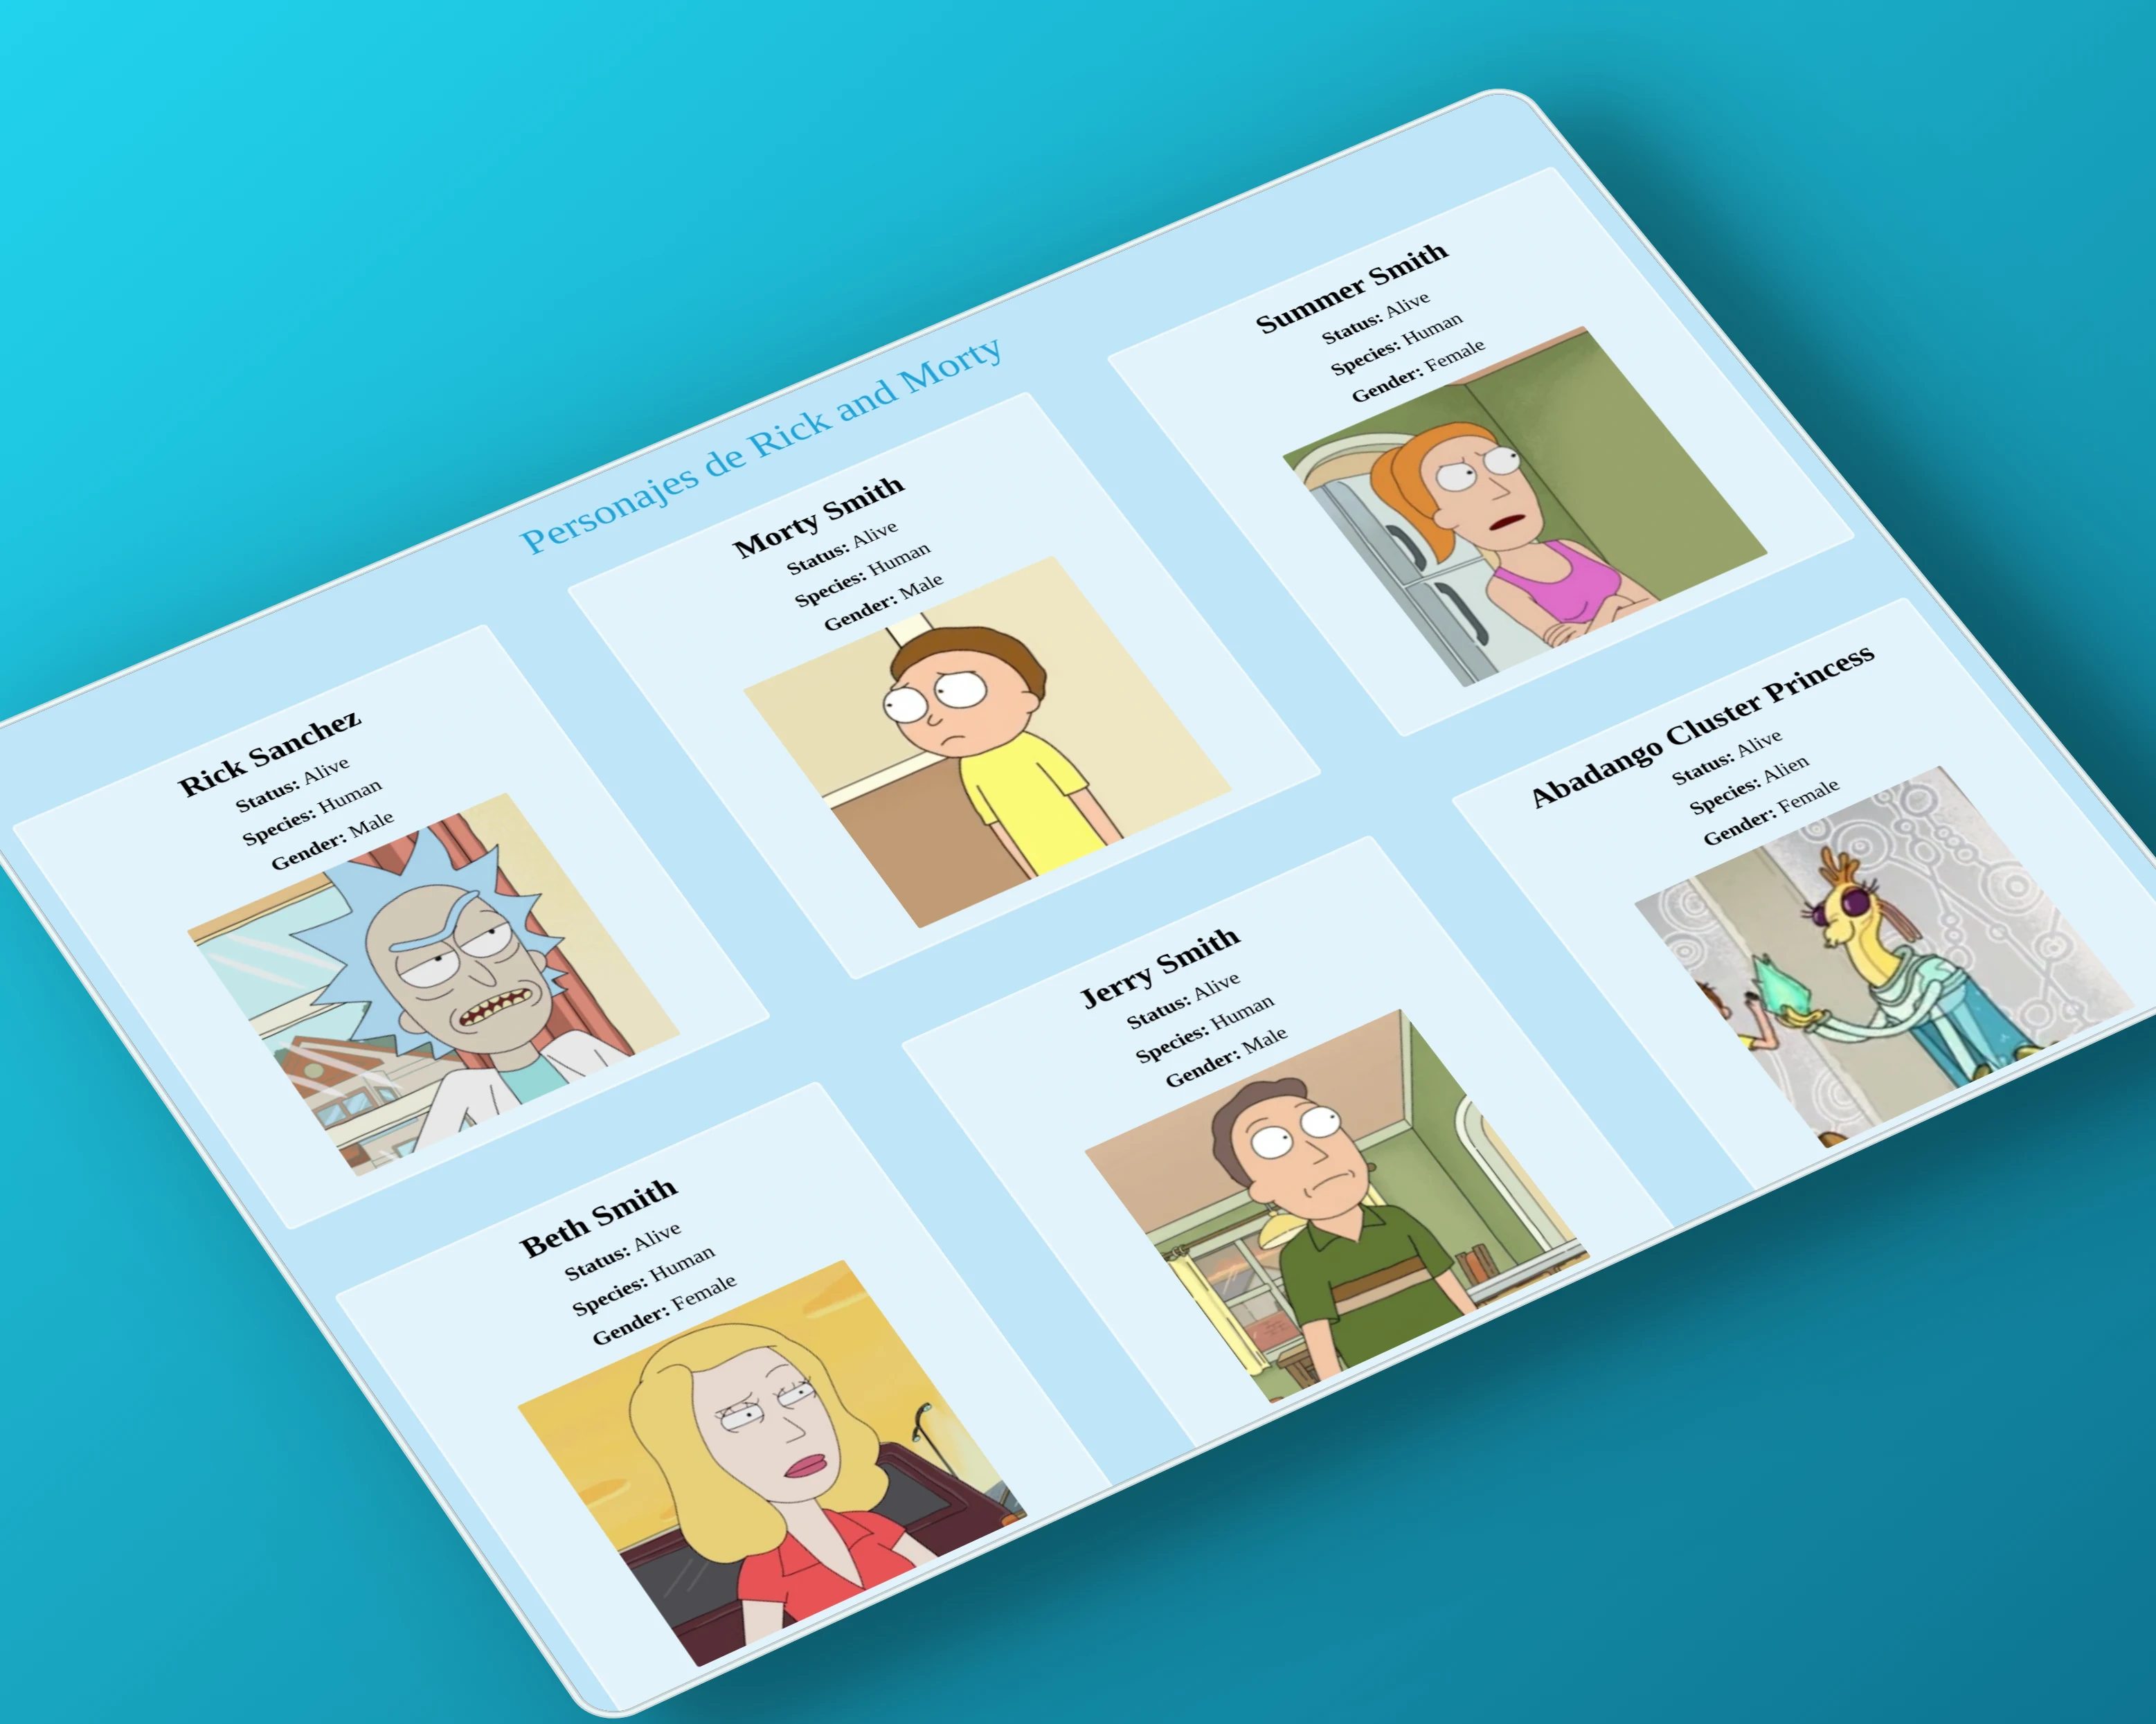 Personajes de Rick and Morty
Rick Sanchez
Status: Alive
Species: Human
Gender: Male
Morty Smith
Status: Alive
Species: Human
Gender: Male
Summer Smith
Status: Alive
Species: Human
Gender: Female
Beth Smith
Status: Alive
Species: Human
Gender: Female
Jerry Smith
Status: Alive
Species: Human
Gender: Male
Abadango Cluster Princess
Status: Alive
Species: Alien
Gender: Female